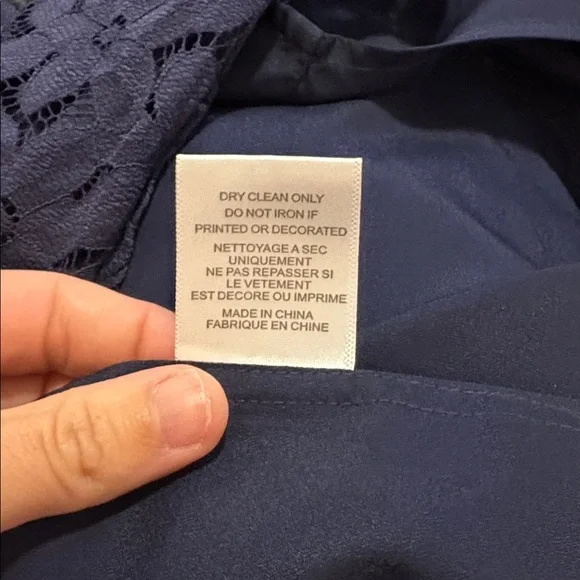 DRY CLEAN ONLY
DO NOT IRON IF
PRINTED OR DECORATED
NETTOYAGE A SEC
UNIQUEMENT
NE PAS REPASSER SI
LE VETEMENT
EST DECORE OU IMPRIME
MADE IN CHINA
FABRIQUE EN CHINE